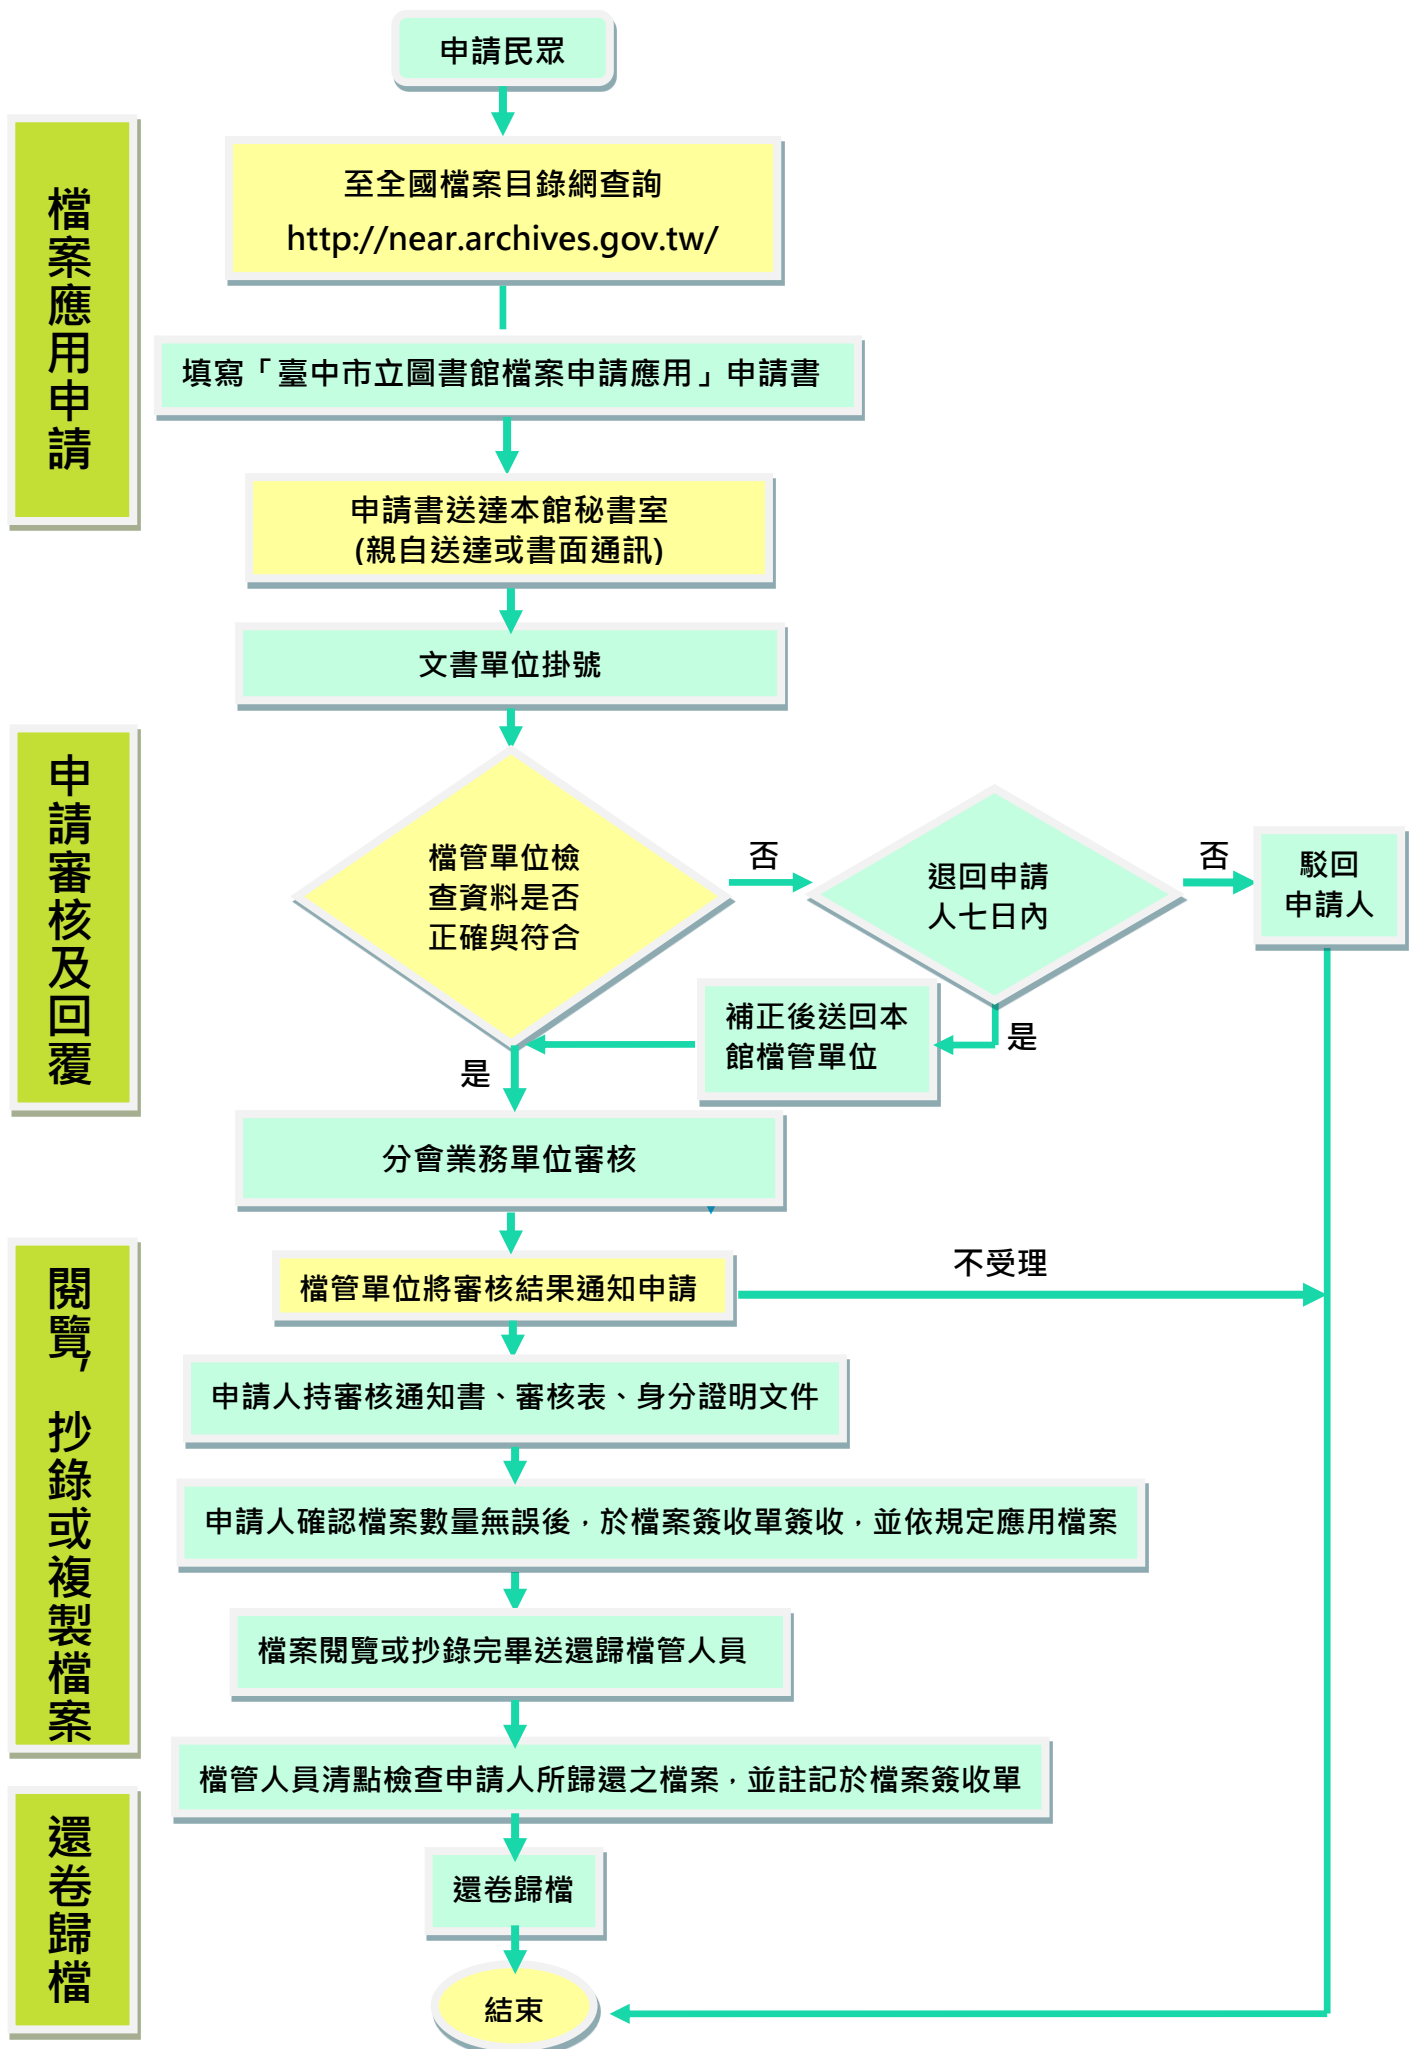 申請民眾
檔案應用申請
至全國檔案目錄網查詢
http://near.archives.gov.tw/
填寫「臺中市立圖書館檔案申請應用」申請書
申請書送達本館秘書室
(親自送達或書面通訊)
文書單位掛號
申請審核及回覆
檔管單位檢
查資料是否
正確與符合
否
退回申請
人七日內
否
駁回
申請人
是
補正後送回本
館檔管單位
是
分會業務單位審核
檔管單位將審核結果通知申請
不受理
閱覽，抄錄或複製檔案
申請人持審核通知書、審核表、身分證明文件
申請人確認檔案數量無誤後，於檔案簽收單簽收，並依規定應用檔案
檔案閱覽或抄錄完畢送還歸檔管人員
檔管人員清點檢查申請人所歸還之檔案，並註記於檔案簽收單
還卷歸檔
還卷歸檔
結束